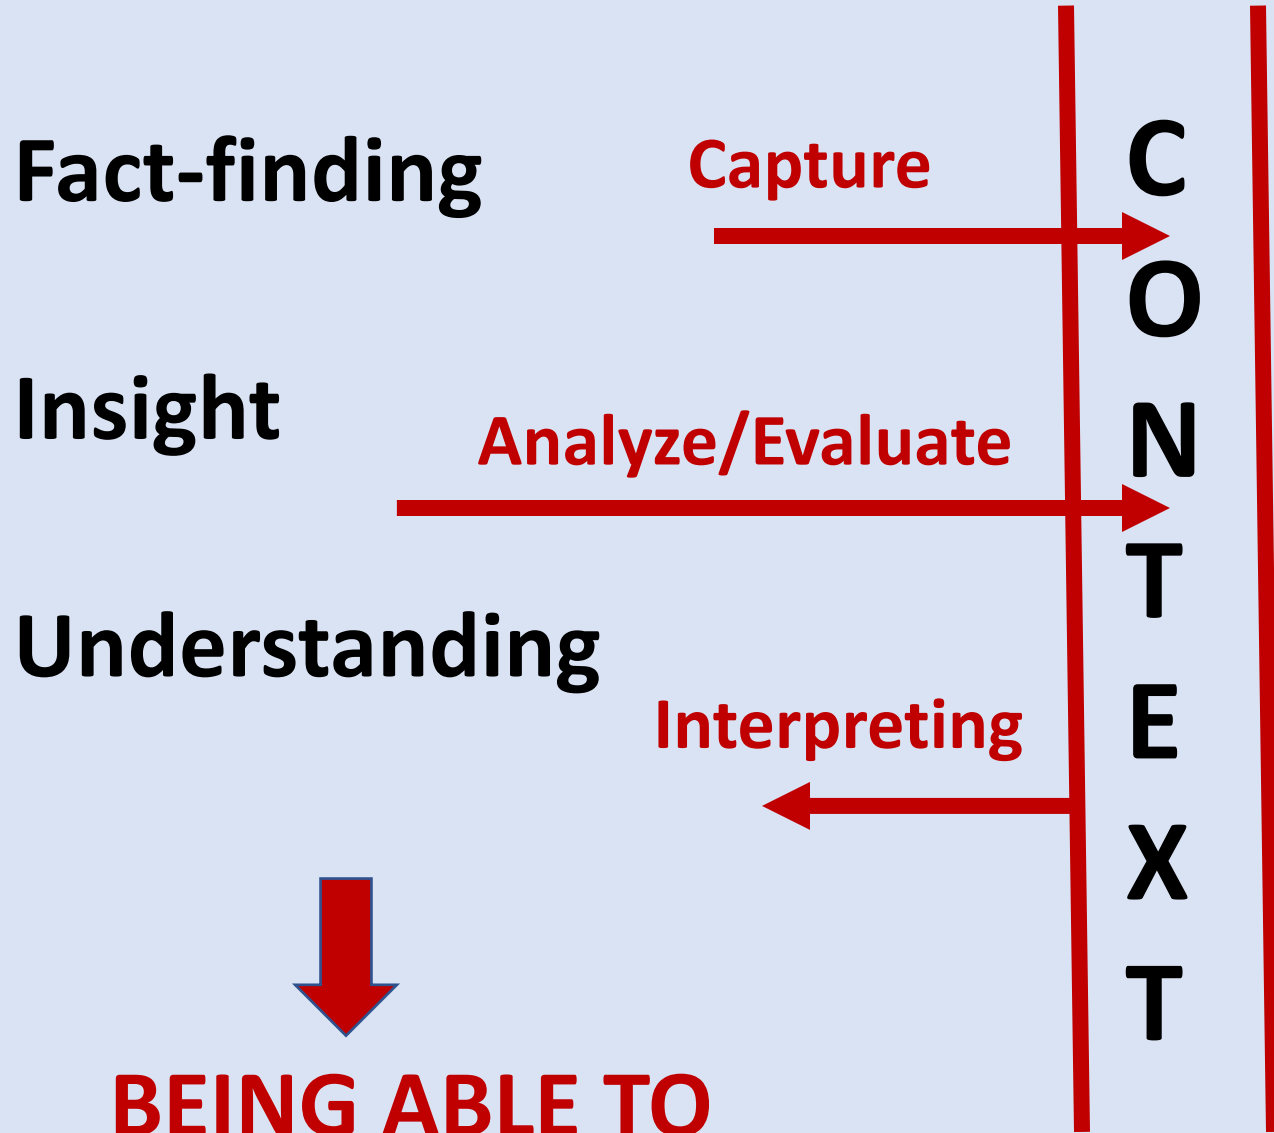 Fact-finding
Capture
Insight
Analyze/Evaluate
Understanding
Interpreting
BEING ABLE TO
C
O
N
T
E
X
T